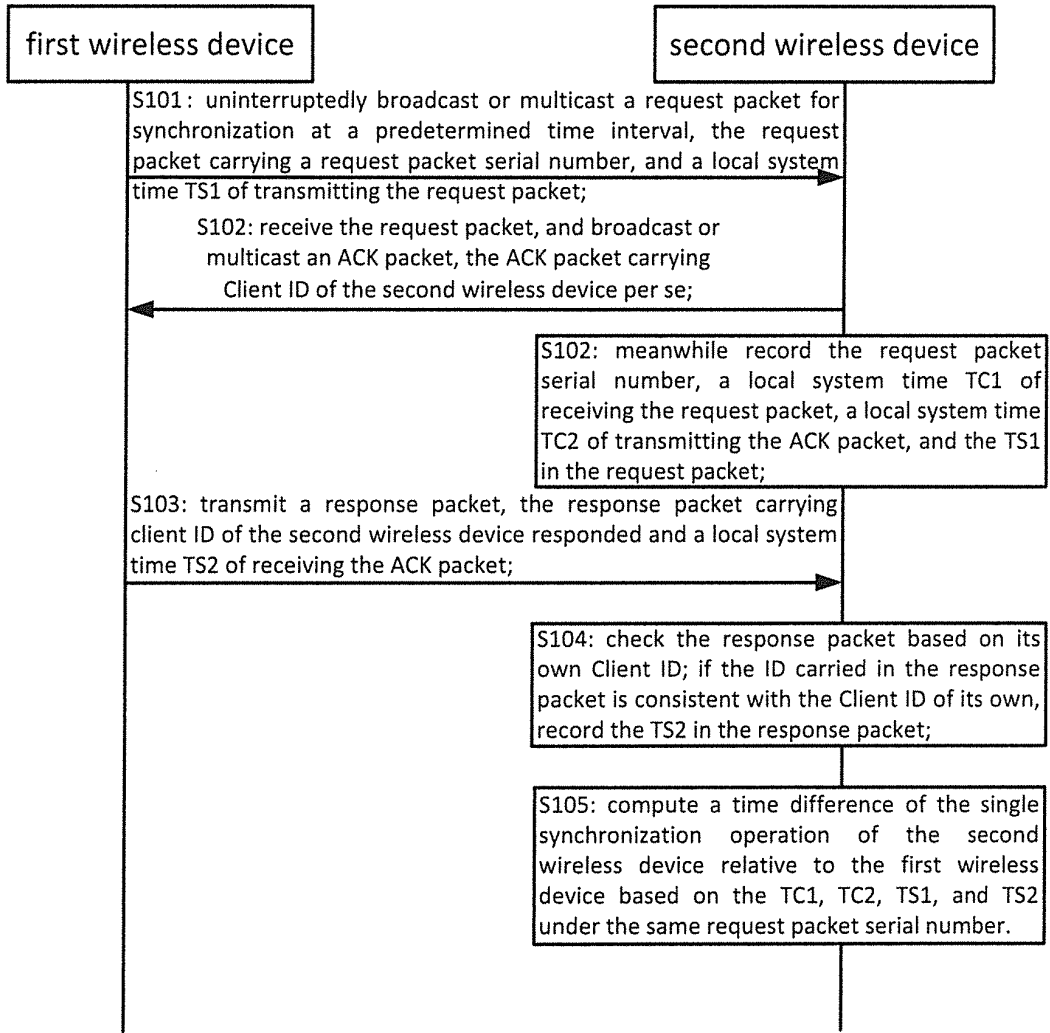 first wireless device
second wireless device
S101: uninterruptedly broadcast or multicast a request packet for
synchronization at a predetermined time interval, the request
packet carrying a request packet serial number, and a local system
time TS1 of transmitting the request packet;
S102: receive the request packet, and broadcast or
multicast an ACK packet, the ACK packet carrying
Client ID of the second wireless device per se;
S102: meanwhile record the request packet
serial number, a local system time TC1 of
receiving the request packet, a local system time
TC2 of transmitting the ACK packet, and the TS1
in the request packet;
S103: transmit a response packet, the response packet carrying
client ID of the second wireless device responded and a local system
time TS2 of receiving the ACK packet;
S104: check the response packet based on its
own Client ID; if the ID carried in the response
packet is consistent with the Client ID of its own,
record the TS2 in the response packet;
S105: compute a time difference of the single
synchronization operation of the second
wireless device relative to the first wireless
device based on the TC1, TC2, TS1, and TS2
under the same request packet serial number.